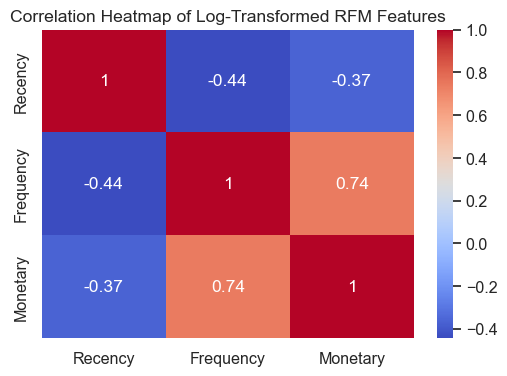 Correlation Heatmap of Log-Transformed RFM Features
Recency
Frequency
Monetary
1
-0.44
-0.37
-0.44
1
0.74
-0.37
0.74
1
Recency
Frequency
Monetary
1.0
0.8
0.6
0.4
0.2
0.0
−0.2
−0.4